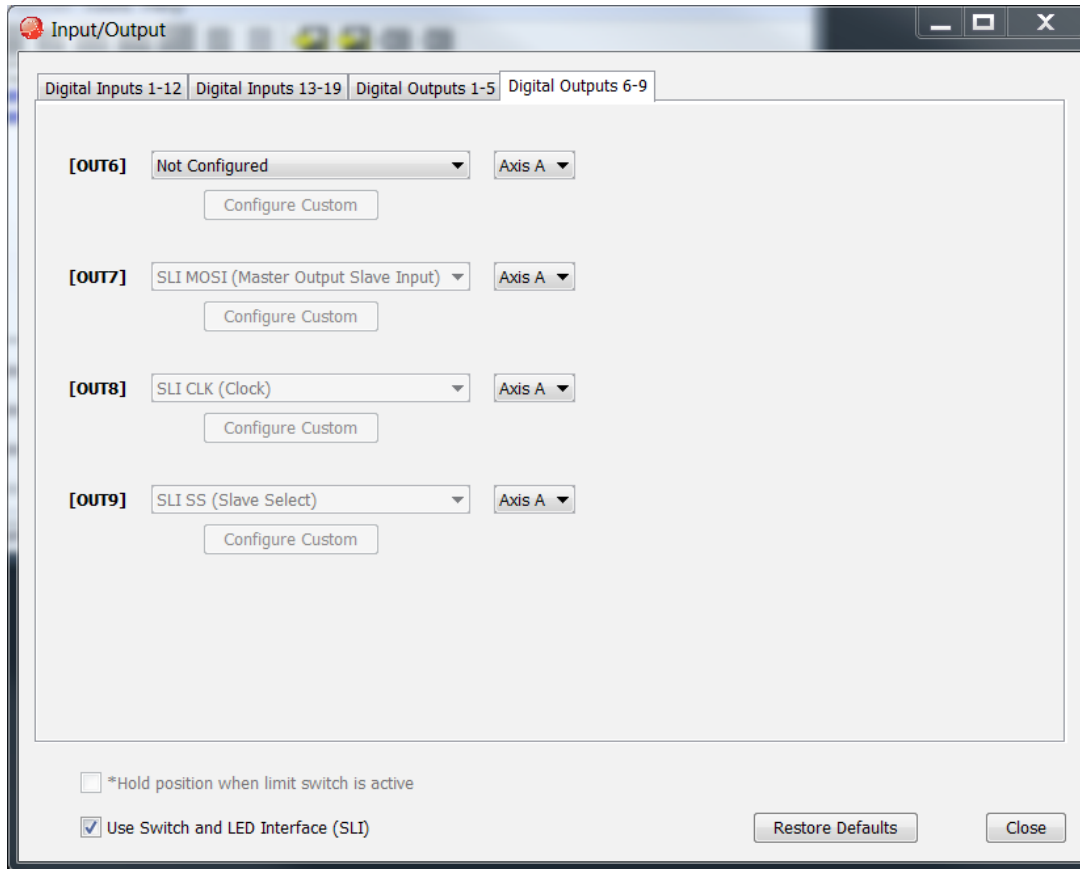 Input/Output
Digital Inputs 1-12 Digital Inputs 13-19 Digital Outputs 1-5 Digital Outputs 6-9
[OUT6] Not Configured Axis A
Configure Custom
[OUT7] SLI MOSI (Master Output Slave Input) Axis A
Configure Custom
[OUT8] SLI CLK (Clock) Axis A
Configure Custom
[OUT9] SLI SS (Slave Select) Axis A
Configure Custom
*Hold position when limit switch is active
Use Switch and LED Interface (SLI) Restore Defaults Close